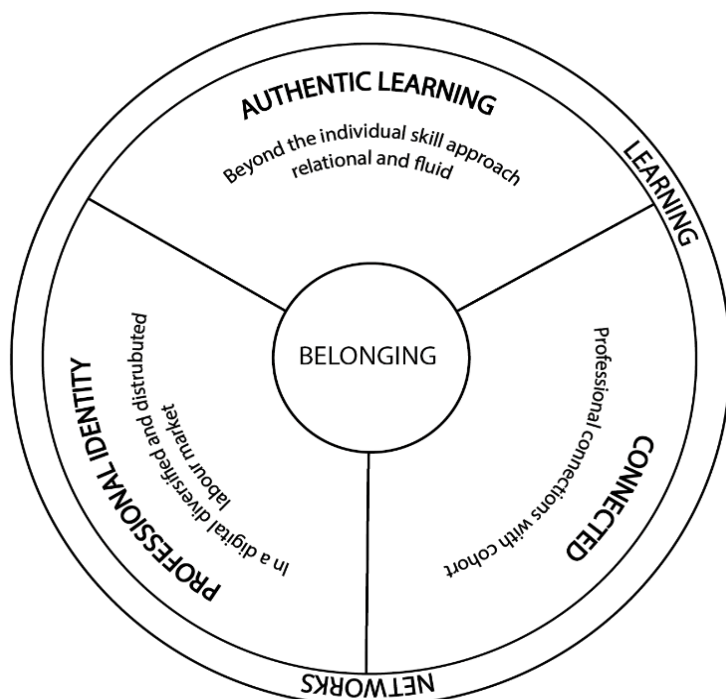 AUTHENTIC LEARNING
Beyond the individual skill approach
relational and fluid
LEARNING
BELONGING
PROFESSIONAL IDENTITY
In a digital diversified and distrubuted
labour market
CONNECTED
Professional connections with cohort
NETWORKS